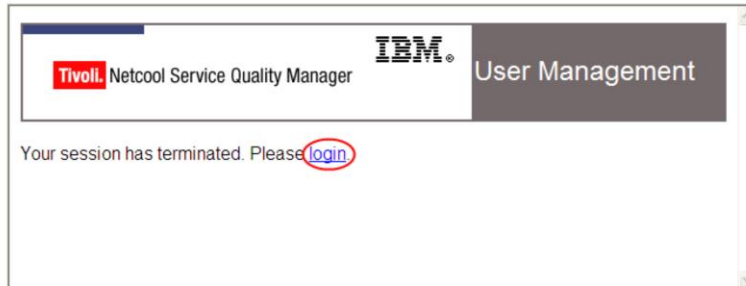 IBM®
Tivoli. Netcool Service Quality Manager
User Management
Your session has terminated. Please login.